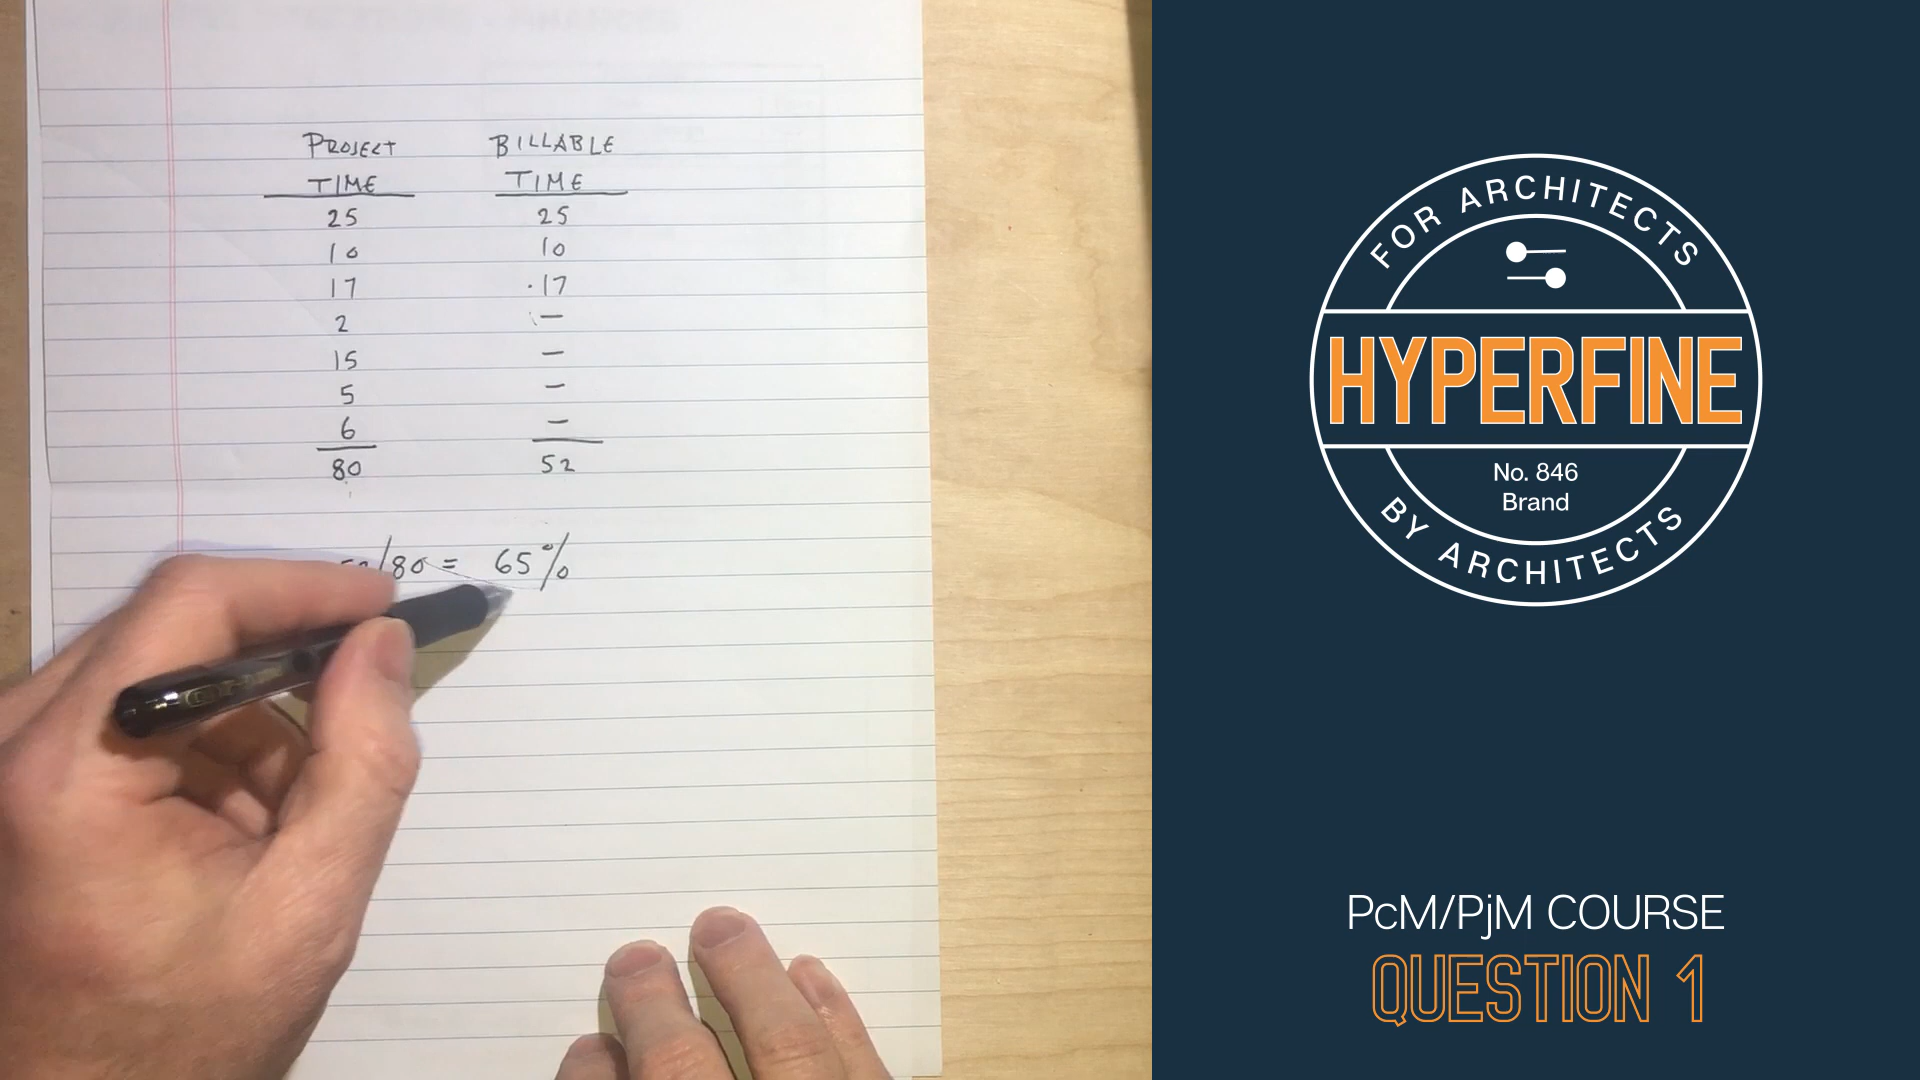 PROJECT BILLABLE
TIME TIME
25 25
10 10
17 .17
2 —
15 —
5 —
6 —
80 52
/80 = 65%
FOR ARCHITECTS
HYPERFINE
No. 846
Brand
BY ARCHITECTS
PcM/PjM COURSE
QUESTION 1